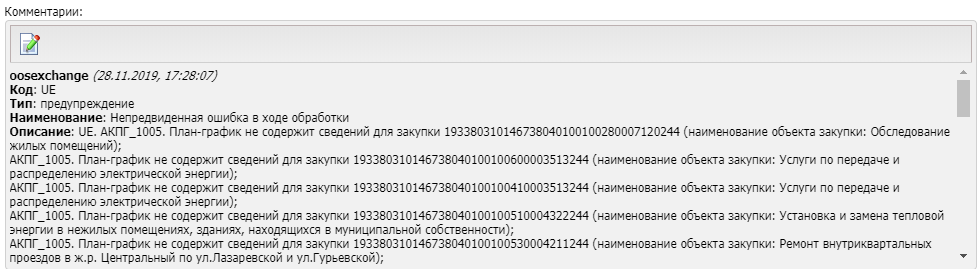 Комментарии:
oosexchange (28.11.2019, 17:28:07)
Код: UE
Тип: предупреждение
Наименование: Непредвиденная ошибка в ходе обработки
Описание: UE. АКПГ_1005. План-график не содержит сведений для закупки 193380310146738040100100280007120244 (наименование объекта закупки: Обследование
жилых помещений);
АКПГ_1005. План-график не содержит сведений для закупки 193380310146738040100100600003513244 (наименование объекта закупки: Услуги по передаче и
распределению электрической энергии);
АКПГ_1005. План-график не содержит сведений для закупки 193380310146738040100100410003513244 (наименование объекта закупки: Услуги по передаче и
распределению электрической энергии);
АКПГ_1005. План-график не содержит сведений для закупки 193380310146738040100100510004322244 (наименование объекта закупки: Установка и замена тепловой
энергии в нежилых помещениях, зданиях, находящихся в муниципальной собственности);
АКПГ_1005. План-график не содержит сведений для закупки 193380310146738040100100530004211244 (наименование объекта закупки: Ремонт внутриквартальных
проездов в ж.р. Центральный по ул.Лазаревской и ул.Гурьевской);